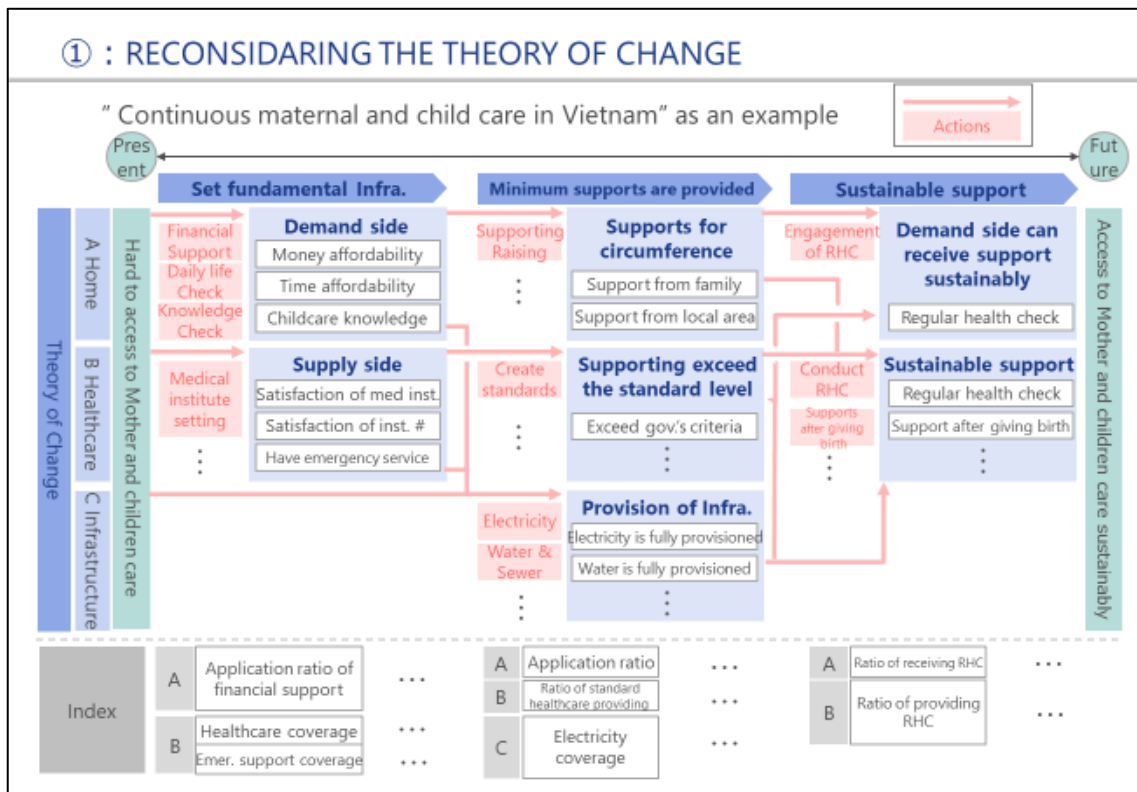 ① : RECONSIDARING THE THEORY OF CHANGE
" Continuous maternal and child care in Vietnam" as an example
Actions
Pres
ent
Fut
ure
Set fundamental Infra.
Minimum supports are provided
Sustainable support
Theory of Change
A Home
B Healthcare
C Infrastructure
Hard to access to Mother and children care
Financial
Support
Daily life
Check
Knowledge
Check
Demand side
Money affordability
Time affordability
Childcare knowledge
Supporting
Raising
⋮
Supports for
circumference
Support from family
Support from local area
Engagement
of RHC
Demand side can
receive support
sustainably
Regular health check
Medical
institute
setting
⋮
Supply side
Satisfaction of med inst.
Satisfaction of inst. #
Have emergency service
Create
standards
⋮
Supporting exceed
the standard level
Exceed gov.'s criteria
⋮
Conduct
RHC
Supports
after giving
birth
⋮
Sustainable support
Regular health check
Support after giving birth
⋮
Electricity
Water &
Sewer
⋮
Provision of Infra.
Electricity is fully provisioned
Water is fully provisioned
⋮
Access to Mother and children care sustainably
Index
A
Application ratio of
financial support
...
B
Healthcare coverage
...
Emer. support coverage
...
A
Application ratio
...
B
Ratio of standard
healthcare providing
...
C
Electricity
coverage
...
A
Ratio of receiving RHC
...
B
Ratio of providing
RHC
...